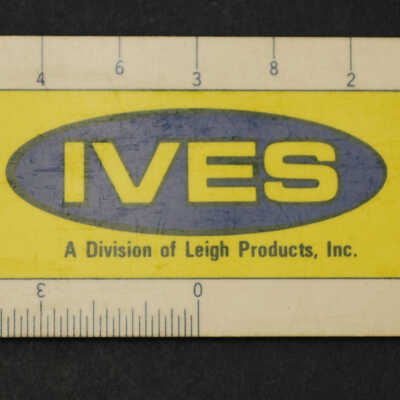 4 6 3 8 2
IVES
A Division of Leigh Products, Inc.
3 0